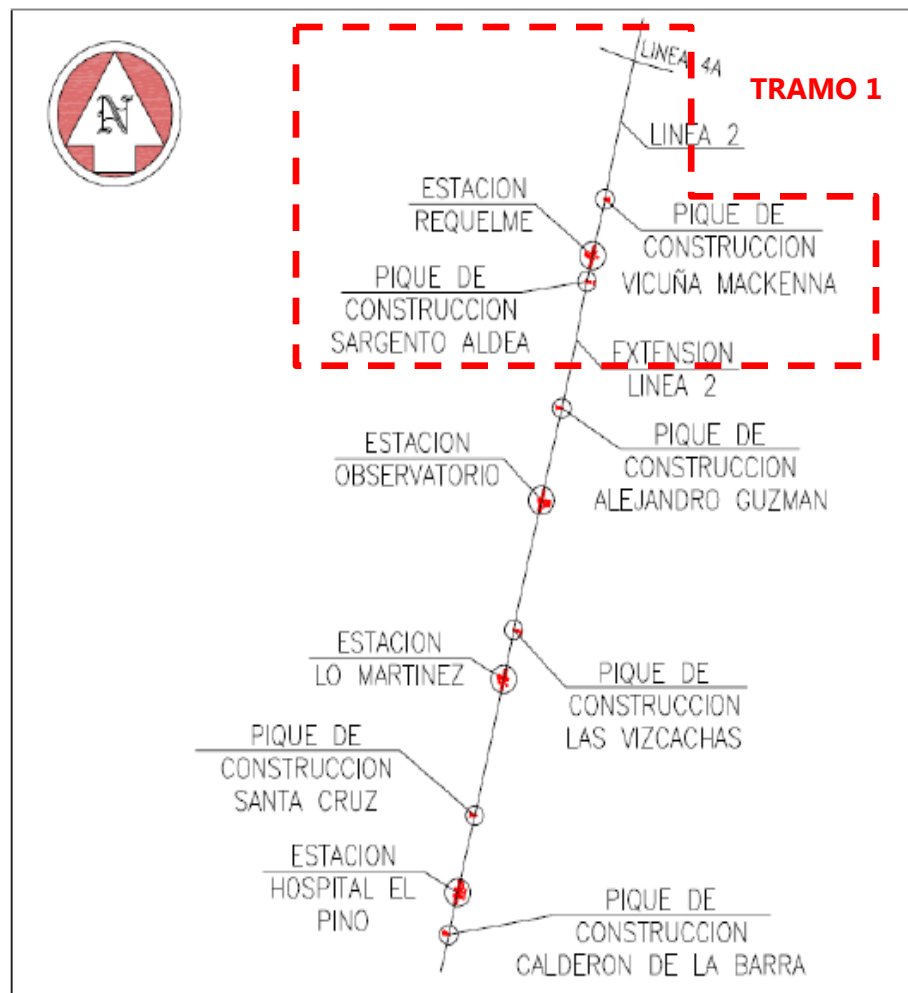 LINEA 4A
TRAMO 1
N
LINEA 2
ESTACION
REQUELME
PIQUE DE
CONSTRUCCION
VICUÑA MACKENNA
PIQUE DE
CONSTRUCCION
SARGENTO ALDEA
EXTENSION
LINEA 2
PIQUE DE
CONSTRUCCION
ALEJANDRO GUZMAN
ESTACION
OBSERVATORIO
ESTACION
LO MARTINEZ
PIQUE DE
CONSTRUCCION
LAS VIZCACHAS
PIQUE DE
CONSTRUCCION
SANTA CRUZ
ESTACION
HOSPITAL EL
PINO
PIQUE DE
CONSTRUCCION
CALDERON DE LA BARRA